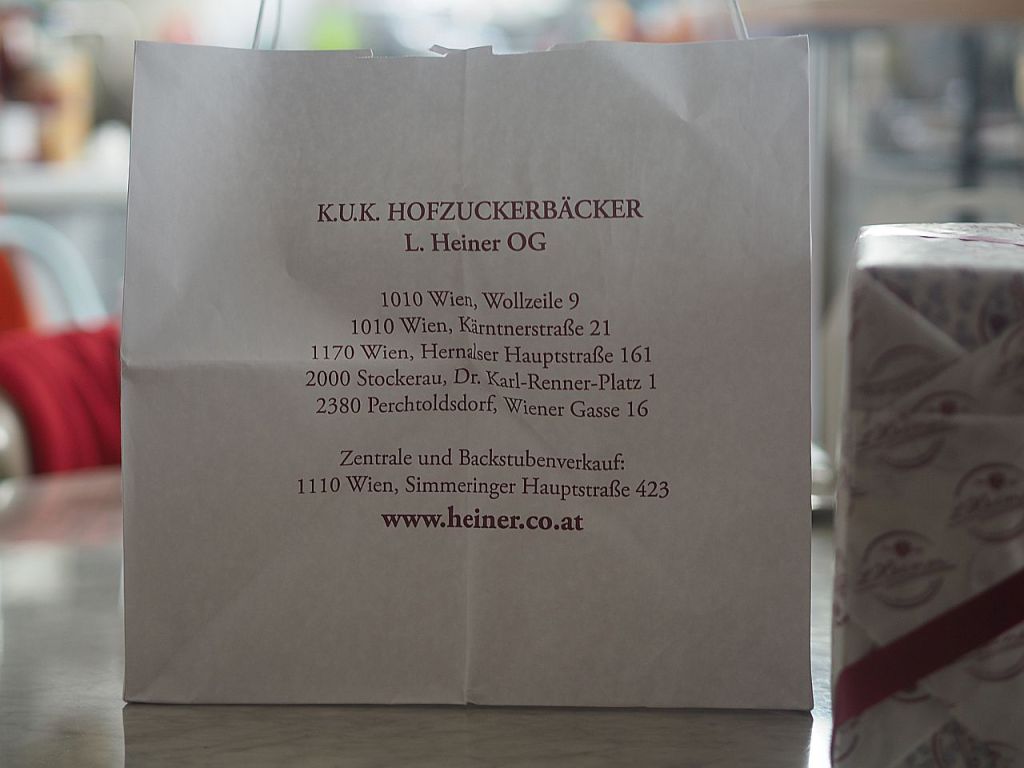 K.U.K. HOFZUCKERBÄCKER
L. Heiner OG
1010 Wien, Wollzeile 9
1010 Wien, Kärntnerstraße 21
1170 Wien, Hernalser Hauptstraße 161
2000 Stockerau, Dr. Karl-Renner-Platz 1
2380 Perchtoldsdorf, Wiener Gasse 16
Zentrale und Backstubenverkauf:
1110 Wien, Simmeringer Hauptstraße 423
www.heiner.co.at